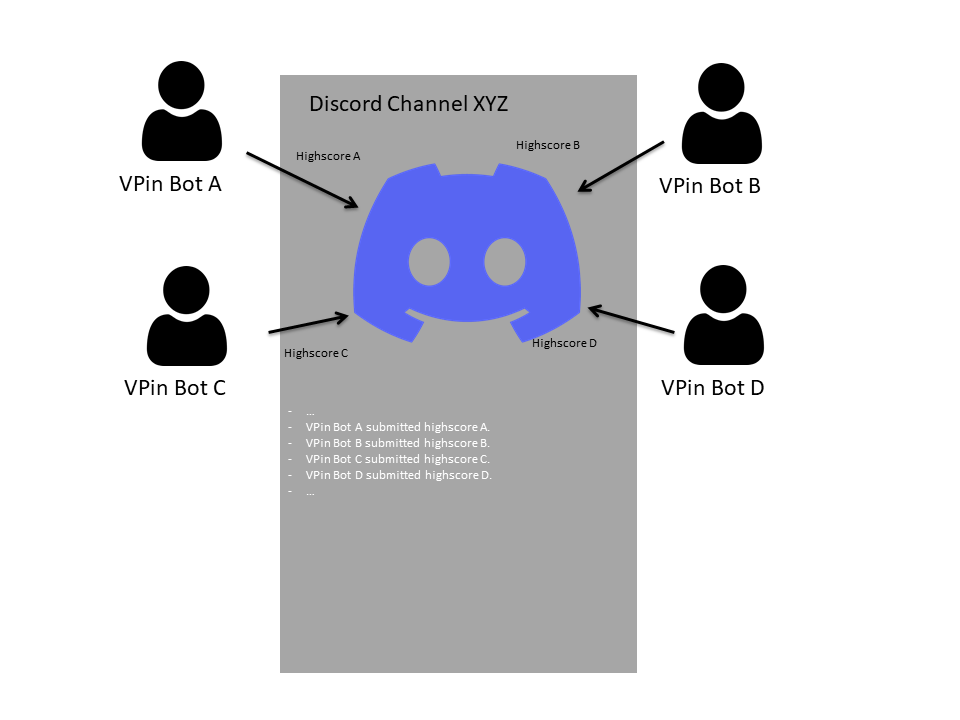 Discord Channel XYZ
Highscore A
Highscore B
VPin Bot A
VPin Bot B
Highscore C
Highscore D
VPin Bot C
VPin Bot D
- ...
- VPin Bot A submitted highscore A.
- VPin Bot B submitted highscore B.
- VPin Bot C submitted highscore C.
- VPin Bot D submitted highscore D.
- ...